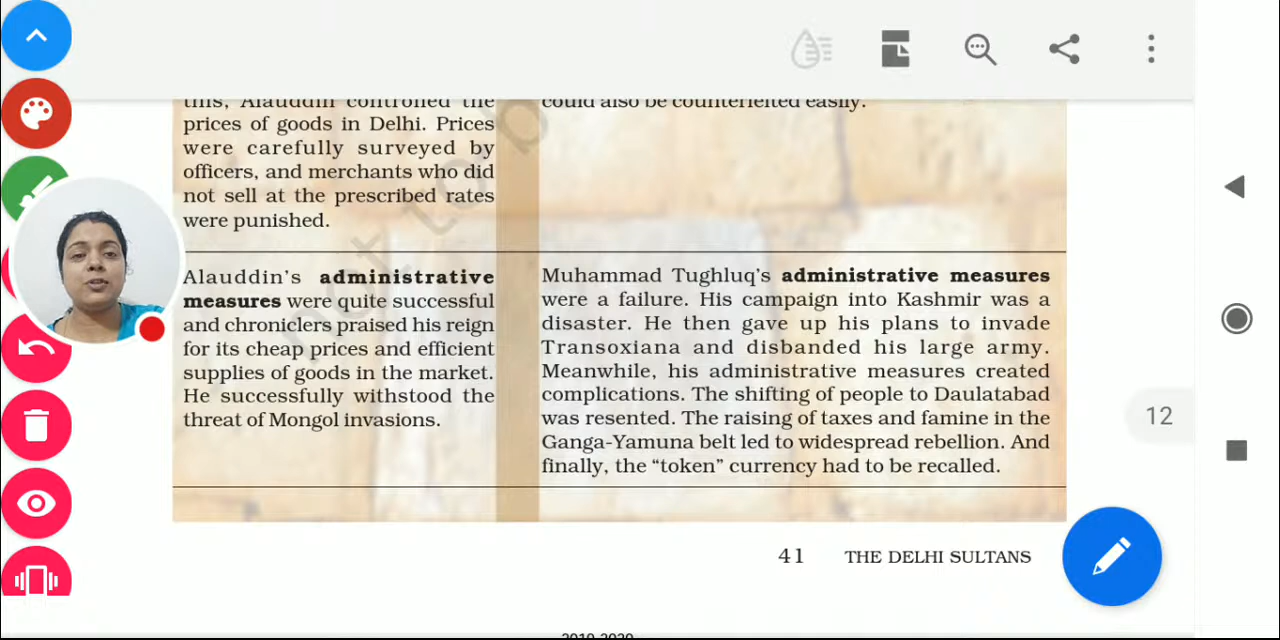 this, Alauddin controlled the
prices of goods in Delhi. Prices
were carefully surveyed by
officers, and merchants who did
not sell at the prescribed rates
were punished.
could also be counterfeited easily.
Alauddin's administrative
measures were quite successful
and chroniclers praised his reign
for its cheap prices and efficient
supplies of goods in the market.
He successfully withstood the
threat of Mongol invasions.
Muhammad Tughluq's administrative measures
were a failure. His campaign into Kashmir was a
disaster. He then gave up his plans to invade
Transoxiana and disbanded his large army.
Meanwhile, his administrative measures created
complications. The shifting of people to Daulatabad
was resented. The raising of taxes and famine in the
Ganga-Yamuna belt led to widespread rebellion. And
finally, the “token” currency had to be recalled.
not to b
12
41 THE DELHI SULTANS
2019-2020